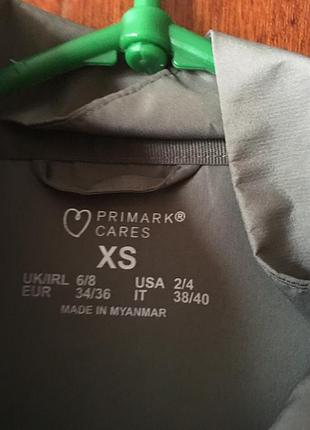 PRIMARK®
CARES
XS
UK/IRL 6/8 USA 2/4
EUR 34/36 IT 38/40
MADE IN MYANMAR